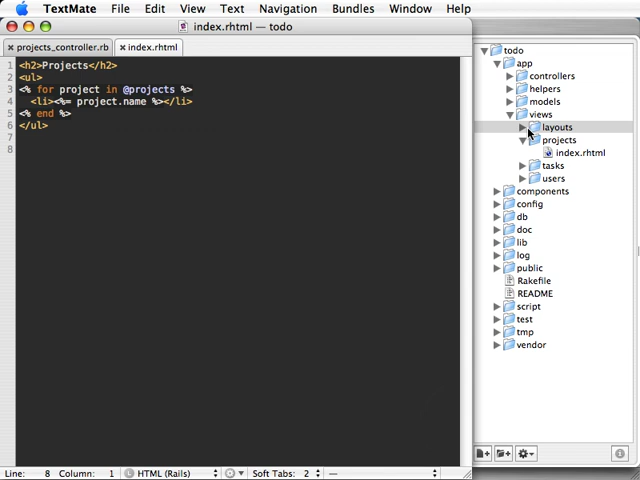 TextMate File Edit View Text Navigation Bundles Window Help
index.rhtml — todo
projects_controller.rb
index.rhtml
1 <h2>Projects</h2>
2 <ul>
3 <% for project in @projects %>
4 <li><%= project.name %></li>
5 <% end %>
6 </ul>
7
8
todo
app
controllers
helpers
models
views
layouts
projects
index.rhtml
tasks
users
components
config
db
doc
lib
log
public
Rakefile
README
script
test
tmp
vendor
Line: 8 Column: 1 HTML (Rails) Soft Tabs: 2 —